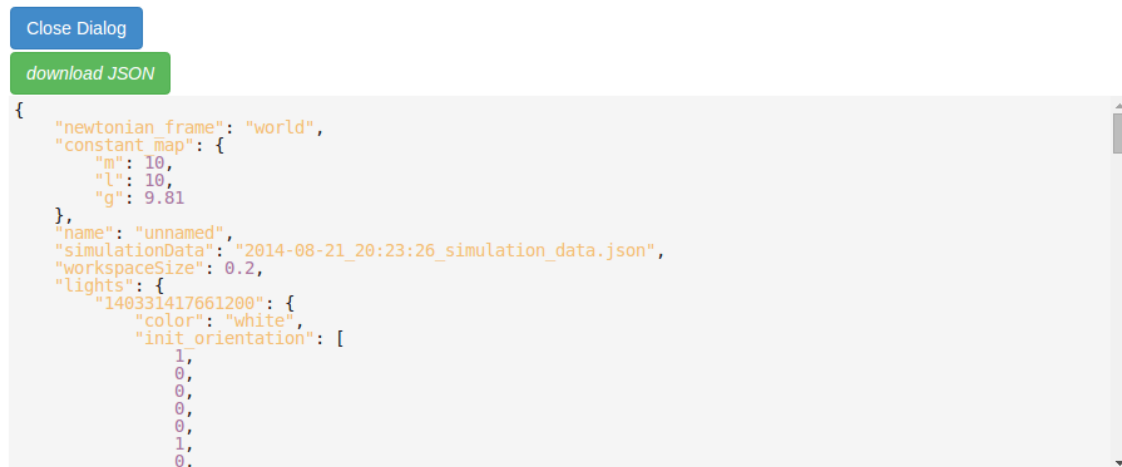 Close Dialog
download JSON
{
    "newtonian_frame": "world",
    "constant_map": {
        "m": 10,
        "l": 10,
        "g": 9.81
    },
    "name": "unnamed",
    "simulationData": "2014-08-21_20:23:26_simulation_data.json",
    "workspaceSize": 0.2,
    "lights": {
        "140331417661200": {
            "color": "white",
            "init_orientation": [
                1,
                0,
                0,
                0,
                0,
                1,
                0,